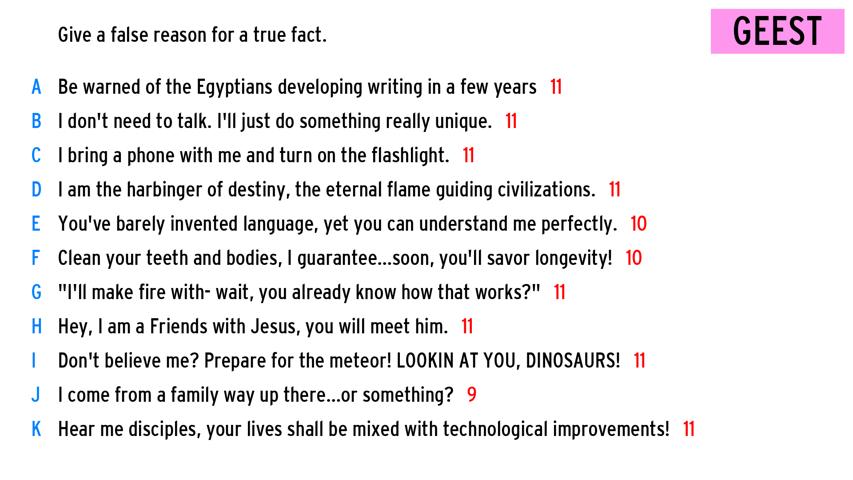 Give a false reason for a true fact.
GEEST
A Be warned of the Egyptians developing writing in a few years 11
B I don't need to talk. I'll just do something really unique. 11
C I bring a phone with me and turn on the flashlight. 11
D I am the harbinger of destiny, the eternal flame guiding civilizations. 11
E You've barely invented language, yet you can understand me perfectly. 10
F Clean your teeth and bodies, I guarantee...soon, you'll savor longevity! 10
G "I'll make fire with- wait, you already know how that works?" 11
H Hey, I am a Friends with Jesus, you will meet him. 11
I Don't believe me? Prepare for the meteor! LOOKIN AT YOU, DINOSAURS! 11
J I come from a family way up there...or something? 9
K Hear me disciples, your lives shall be mixed with technological improvements! 11